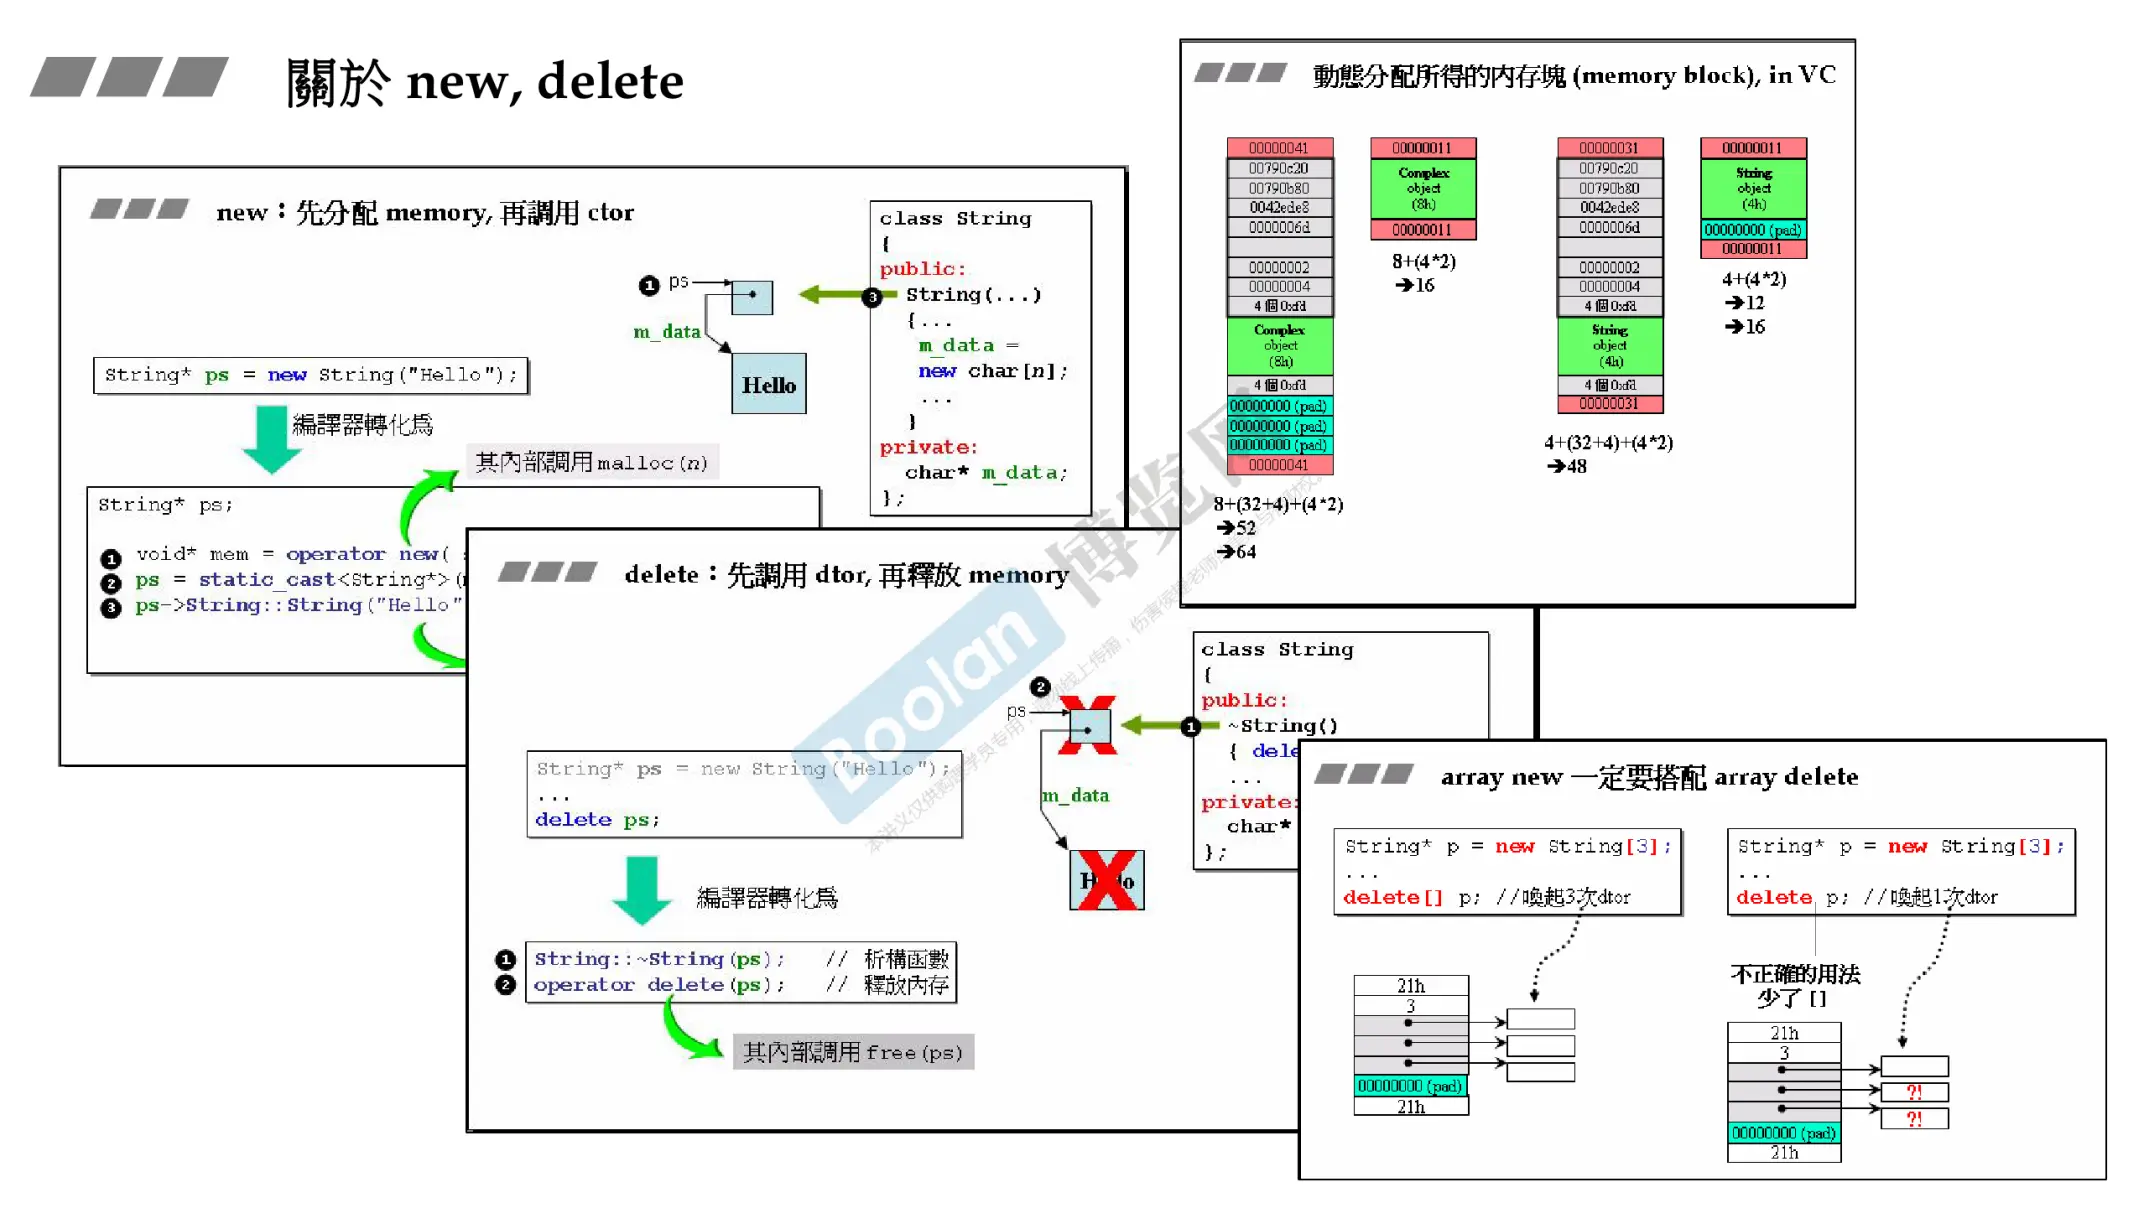 關於 new, delete
new：先分配 memory, 再調用 ctor
String* ps = new String("Hello");
編譯器轉化為
其內部調用 malloc(n)
String* ps;
1 void* mem = operator new(
2 ps = static_cast<String*>(
3 ps->String::String("Hello"
1 ps
m_data
Hello
3
class String
{
public:
String(...)
{...
m_data =
new char[n];
...
}
private:
char* m_data;
};
delete：先調用 dtor, 再釋放 memory
String* ps = new String("Hello");
...
delete ps;
編譯器轉化為
1 String::~String(ps); // 析構函數
2 operator delete(ps); // 釋放內存
其內部調用 free(ps)
2
ps
m_data
1
class String
{
public:
~String()
{ dele
...
private:
char*
};
動態分配所得的内存塊 (memory block), in VC
00000041
00790c20
00790b80
0042ede8
0000006d
00000002
00000004
4 個 0xfd
Complex
object
(8h)
4 個 0xfd
00000000 (pad)
00000000 (pad)
00000000 (pad)
00000041
8+(32+4)+(4*2)
➔52
➔64
00000011
Complex
object
(8h)
00000011
8+(4*2)
➔16
00000031
00790c20
00790b80
0042ede8
0000006d
00000002
00000004
4 個 0xfd
String
object
(4h)
4 個 0xfd
00000031
4+(32+4)+(4*2)
➔48
00000011
String
object
(4h)
00000000 (pad)
00000011
4+(4*2)
➔12
➔16
array new 一定要搭配 array delete
String* p = new String[3];
...
delete[] p; //喚起3次dtor
21h
3
00000000 (pad)
21h
String* p = new String[3];
...
delete p; //喚起1次dtor
不正確的用法
少了 []
21h
3
?!
?!
00000000 (pad)
21h
Boolan
博览网